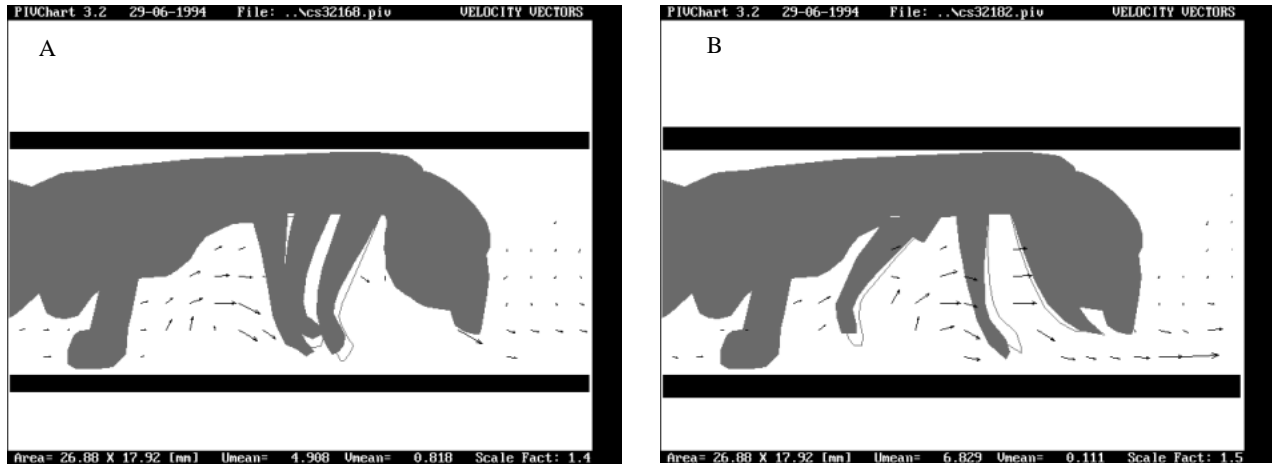 PIVChart 3.2 29-06-1994 File: ..\cs32168.piv VELOCITY VECTORS
A
Area= 26.88 X 17.92 [mm] Umean= 4.908 Vmean= 0.818 Scale Fact: 1.4
PIVChart 3.2 29-06-1994 File: ..\cs32182.piv VELOCITY VECTORS
B
Area= 26.88 X 17.92 [mm] Umean= 6.829 Vmean= 0.111 Scale Fact: 1.5